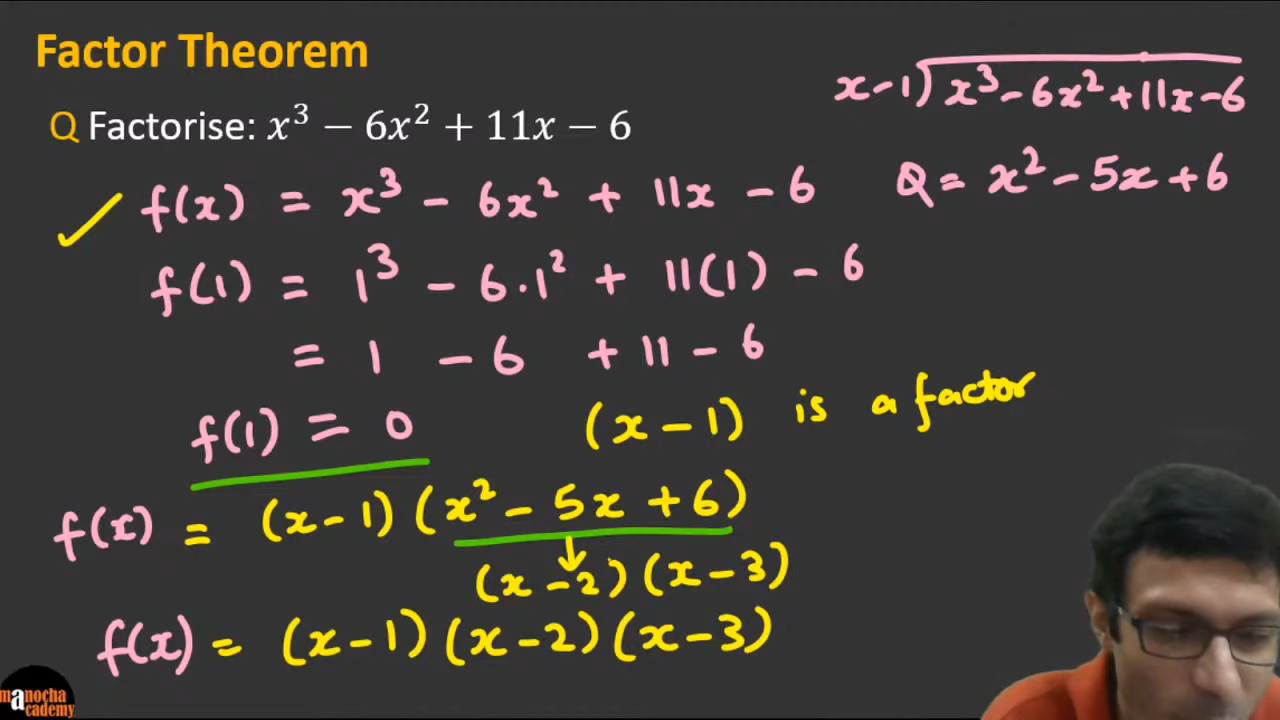 Factor Theorem
Q Factorise: x³ − 6x² + 11x − 6
x−1)x³−6x²+11x−6
f(x) = x³ − 6x² + 11x − 6
Q = x² − 5x + 6
f(1) = 1³ − 6·1² + 11(1) − 6
= 1 − 6 + 11 − 6
f(1) = 0
(x − 1) is a factor
f(x) = (x − 1) (x² − 5x + 6)
(x − 2) (x − 3)
f(x) = (x − 1) (x − 2) (x − 3)
manocha
academy